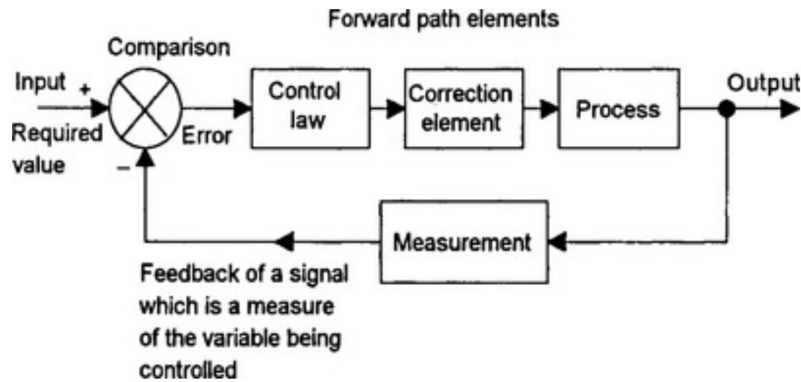 Forward path elements
Comparison
Input +
Required
value
−
Error
Control
law
Correction
element
Process
Output
Measurement
Feedback of a signal
which is a measure
of the variable being
controlled